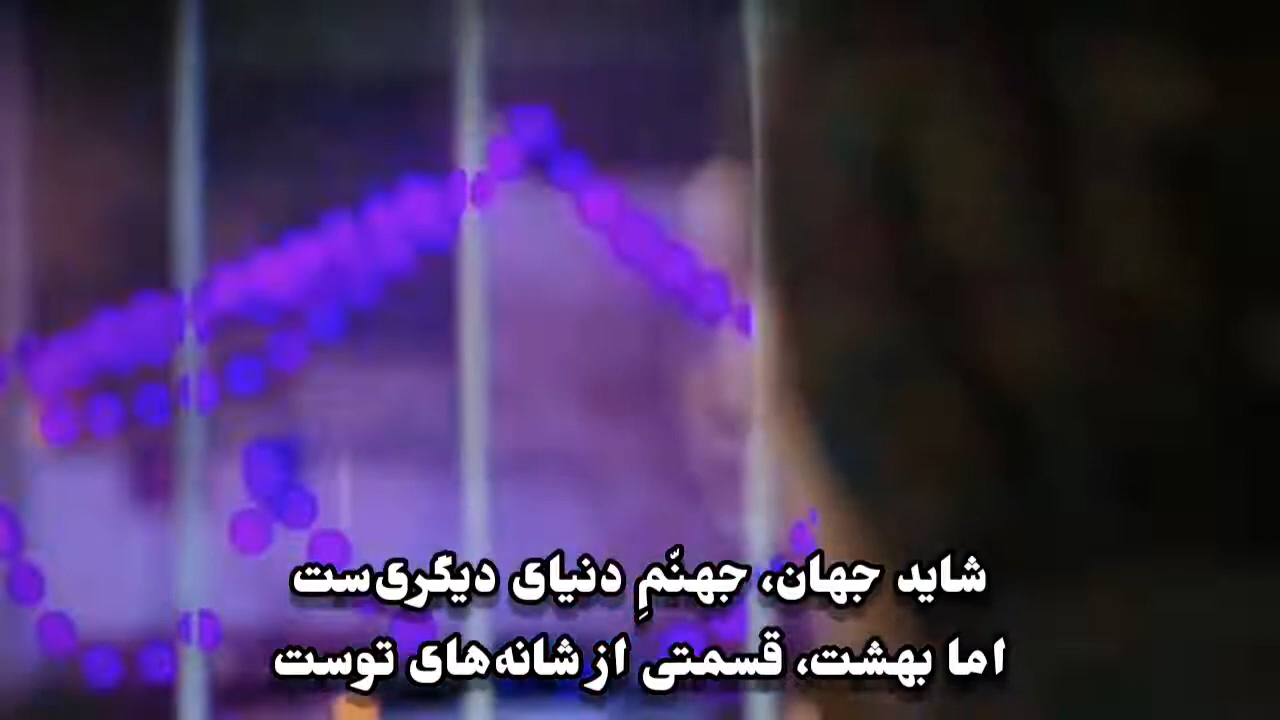 شاید جهان، جهنّمِ دنیای دیگری‌ست
اما بهشت، قسمتی از شانه‌های توست